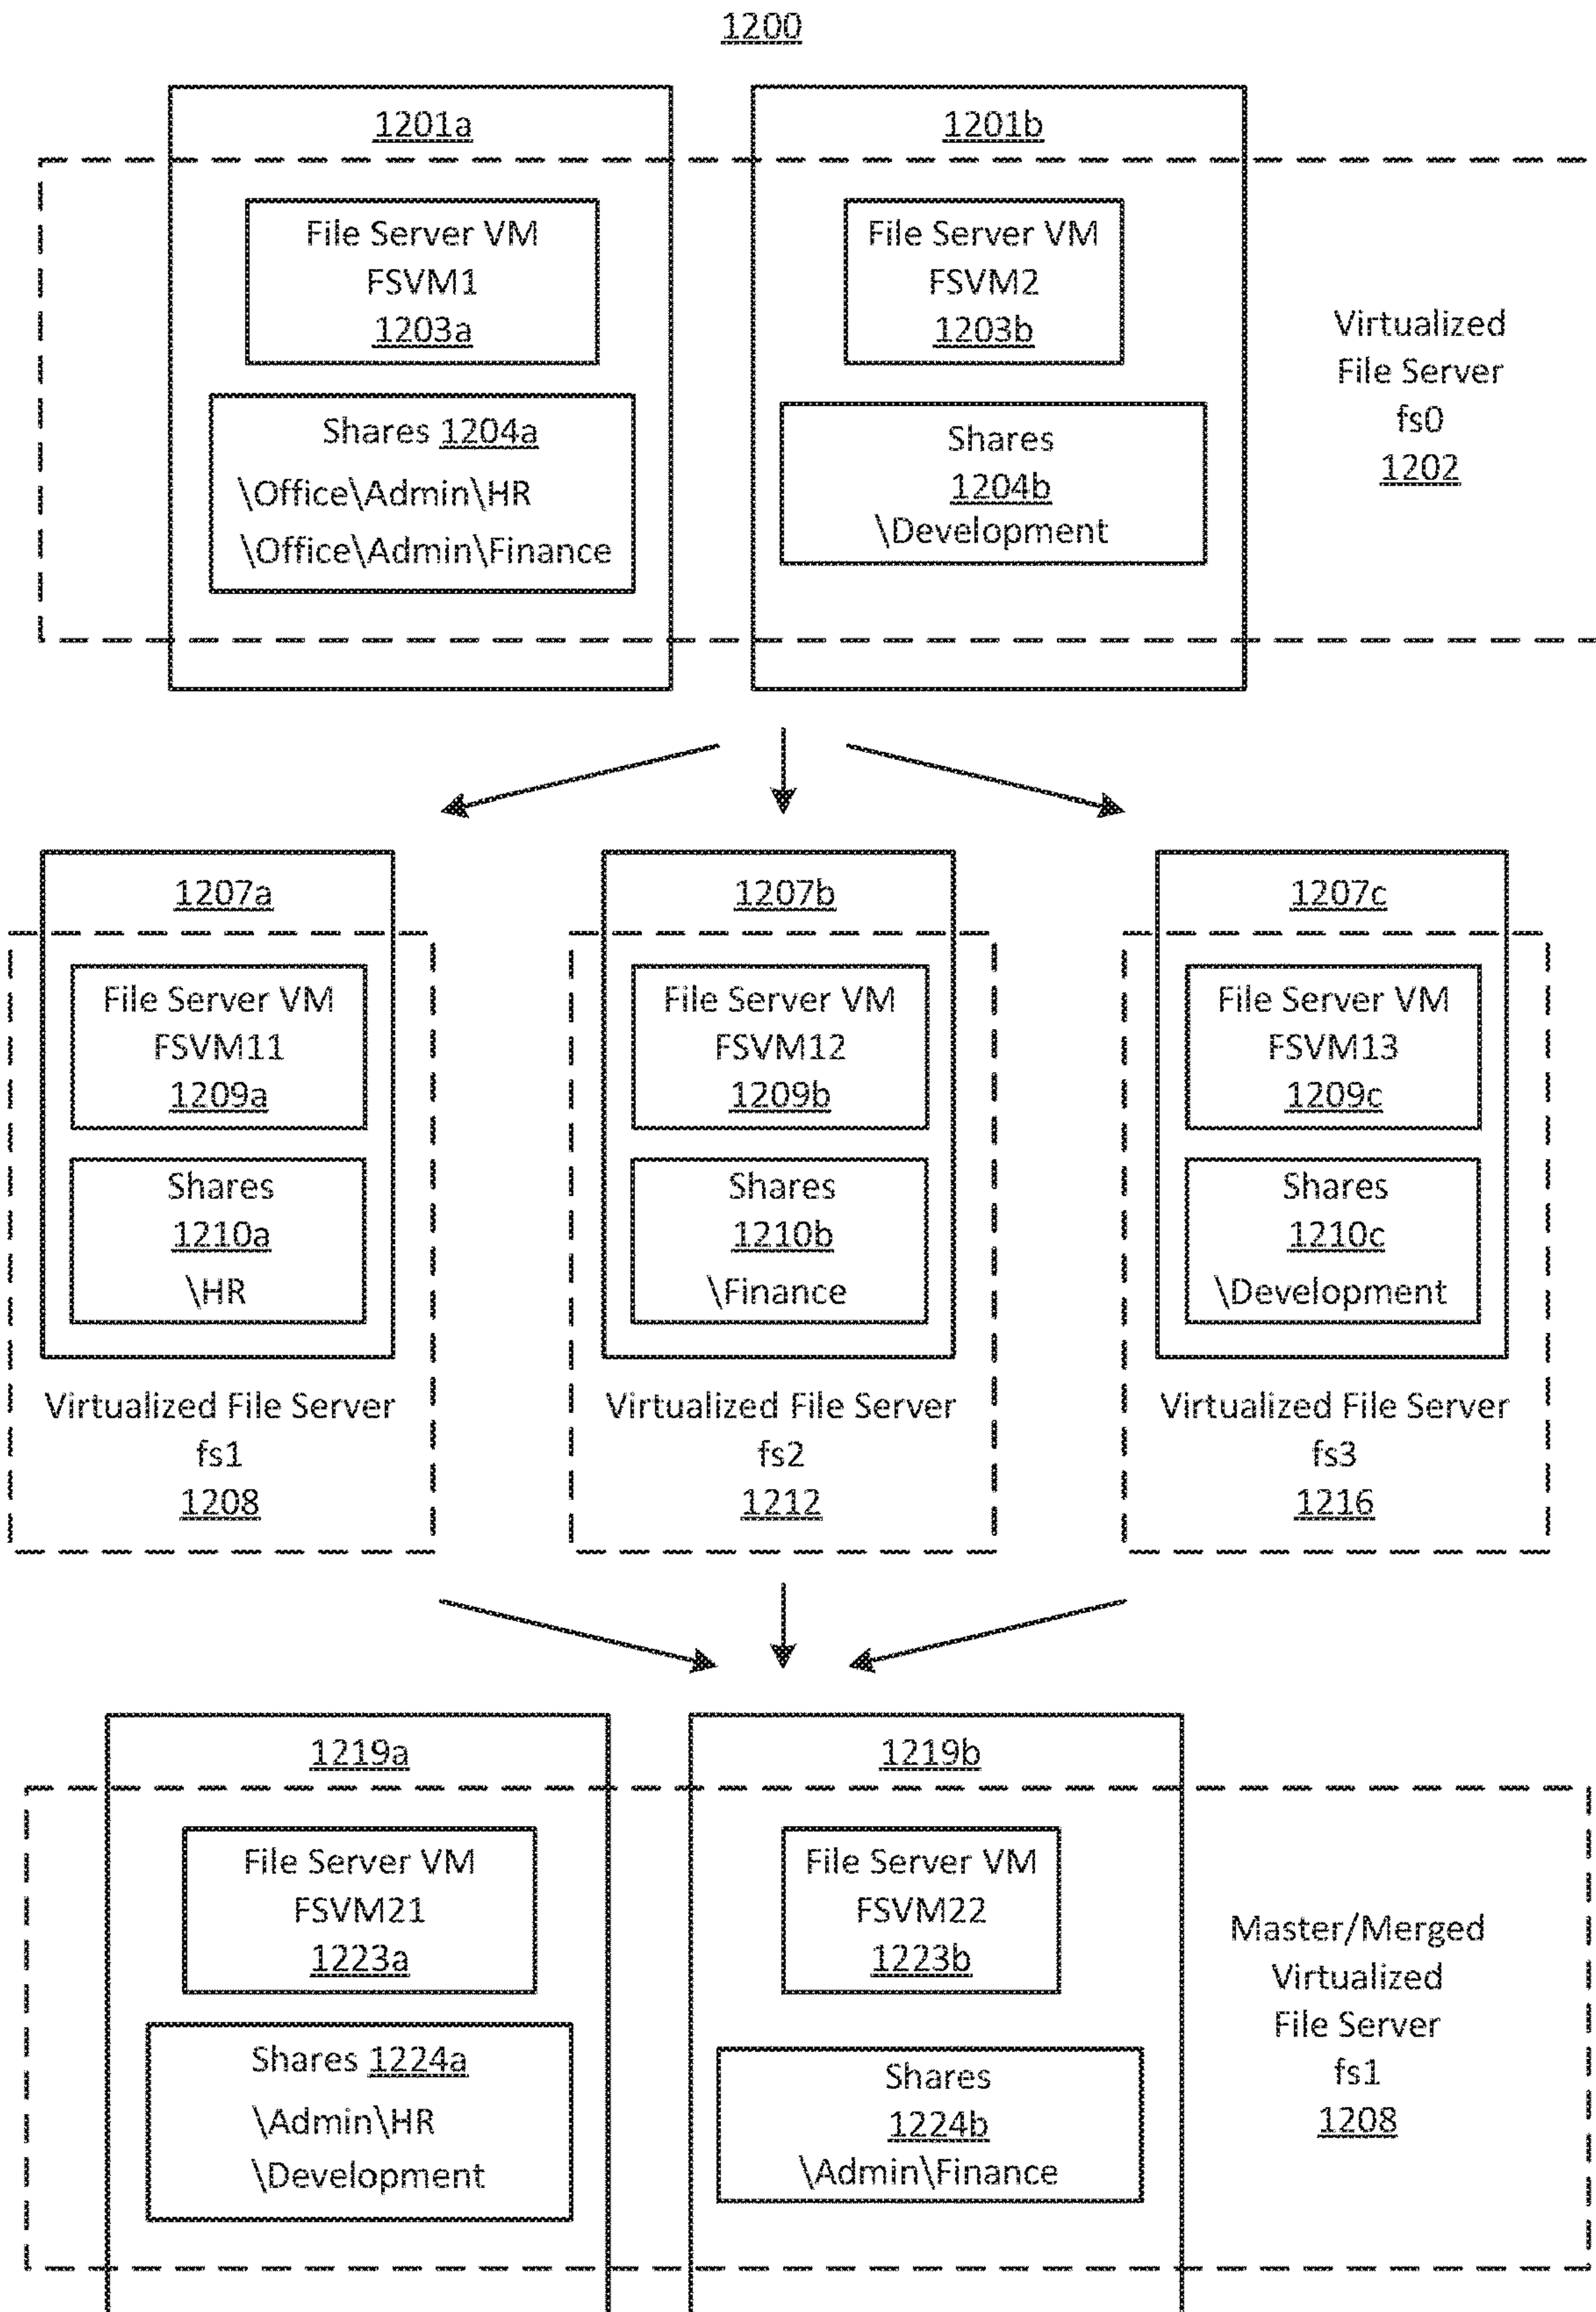 1200
1201a
File Server VM
FSVM1
1203a
Shares 1204a
\Office\Admin\HR
\Office\Admin\Finance
1201b
File Server VM
FSVM2
1203b
Shares
1204b
\Development
Virtualized
File Server
fs0
1202
1207a
File Server VM
FSVM11
1209a
Shares
1210a
\HR
Virtualized File Server
fs1
1208
1207b
File Server VM
FSVM12
1209b
Shares
1210b
\Finance
Virtualized File Server
fs2
1212
1207c
File Server VM
FSVM13
1209c
Shares
1210c
\Development
Virtualized File Server
fs3
1216
1219a
File Server VM
FSVM21
1223a
Shares 1224a
\Admin\HR
\Development
1219b
File Server VM
FSVM22
1223b
Shares
1224b
\Admin\Finance
Master/Merged
Virtualized
File Server
fs1
1208